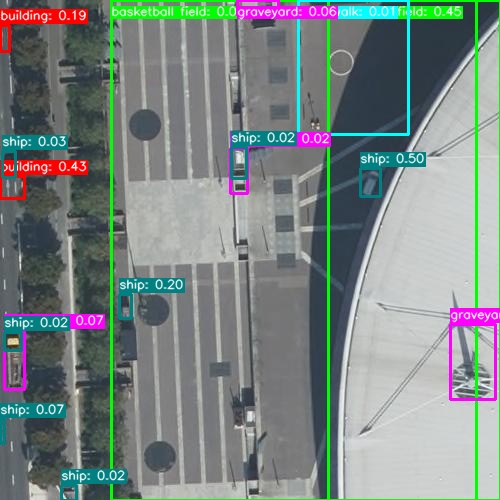 building: 0.19
basketball field: 0.0
graveyard: 0.06
alk: 0.01
field: 0.45
ship: 0.03
ship: 0.02
0.02
ship: 0.50
building: 0.43
ship: 0.20
graveyar
ship: 0.02
0.07
ship: 0.07
ship: 0.02